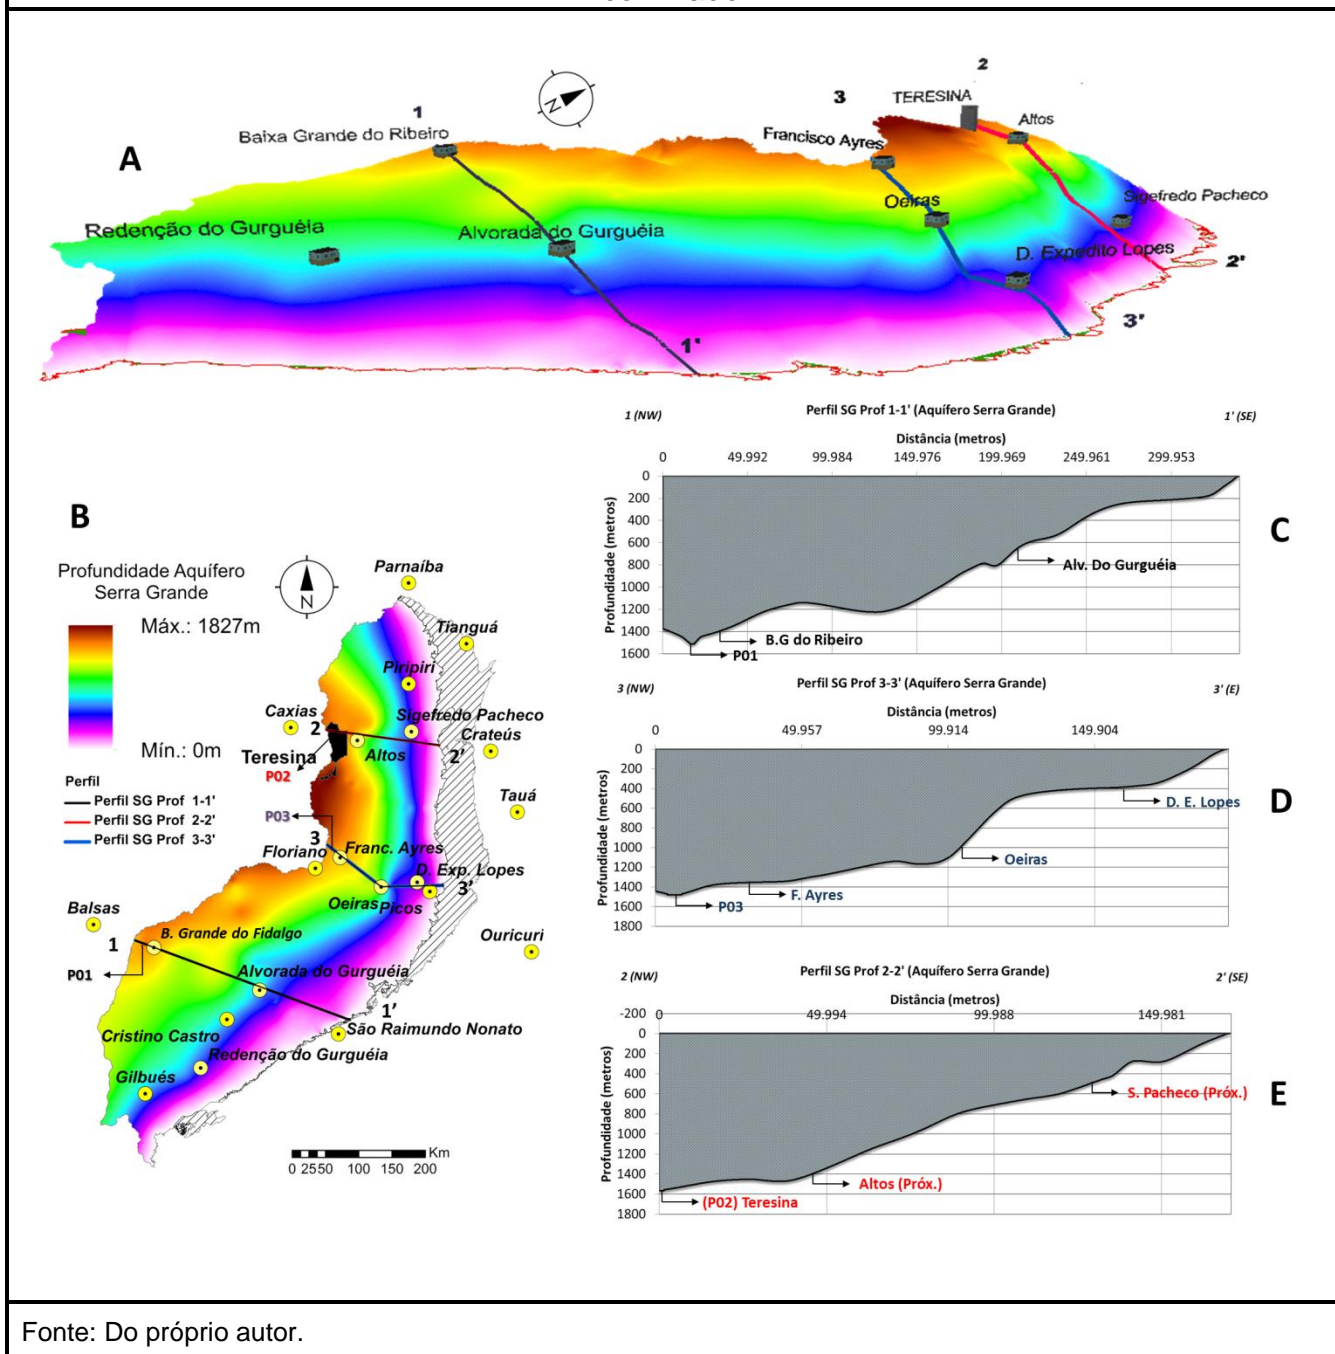 1
2
3
TERESINA
Altos
Baixa Grande do Ribeiro
N
Francisco Ayres
A
Redenção do Gurguéia
Alvorada do Gurguéia
Oeiras
Sigefredo Pacheco
D. Expedito Lopes
2'
3'
1'
B
Profundidade Aquífero
Serra Grande
Máx.: 1827m
Mín.: 0m
Perfil
Perfil SG Prof 1-1'
Perfil SG Prof 2-2'
Perfil SG Prof 3-3'
N
Parnaíba
Tianguá
Piripiri
Caxias
2
Sigefredo Pacheco
Crateús
Teresina
Altos
2’
P02
Tauá
P03
3
Floriano
Franc. Ayres
D. Exp. Lopes
3’
Oeiras
Picos
Balsas
1
B. Grande do Fidalgo
Ouricuri
P01
Alvorada do Gurguéia
1’
São Raimundo Nonato
Cristino Castro
Redenção do Gurguéia
Gilbués
0 25 50 100 150 200 Km
1 (NW)
Perfil SG Prof 1-1' (Aquífero Serra Grande)
1' (SE)
Distância (metros)
0 49.992 99.984 149.976 199.969 249.961 299.953
Profundidade (metros)
0
200
400
600
800
1000
1200
1400
1600
Alv. Do Gurguéia
B.G do Ribeiro
P01
C
3 (NW)
Perfil SG Prof 3-3' (Aquífero Serra Grande)
3' (E)
Distância (metros)
0 49.957 99.914 149.904
Profundidade (metros)
0
200
400
600
800
1000
1200
1400
1600
1800
D. E. Lopes
Oeiras
F. Ayres
P03
D
2 (NW)
Perfil SG Prof 2-2' (Aquífero Serra Grande)
2' (SE)
Distância (metros)
0 49.994 99.988 149.981
Profundidade (metros)
-200
0
200
400
600
800
1000
1200
1400
1600
1800
S. Pacheco (Próx.)
Altos (Próx.)
(P02) Teresina
E
Fonte: Do próprio autor.